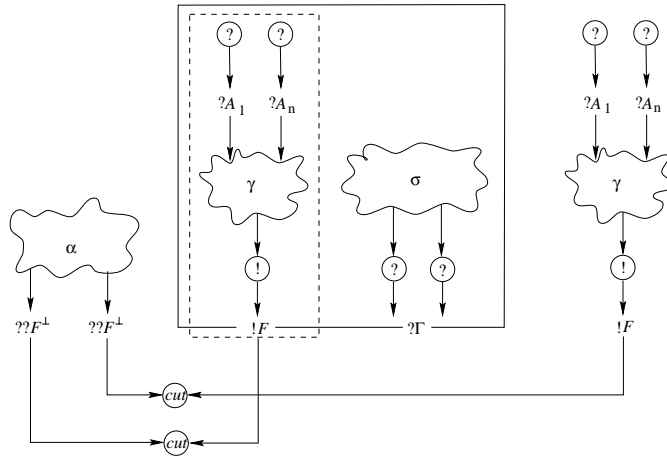 ? ? ? ?
?A1 ?An ?A1 ?An
γ σ γ
α
! ? ? !
??F⊥ ??F⊥ !F ?Γ !F
cut
cut